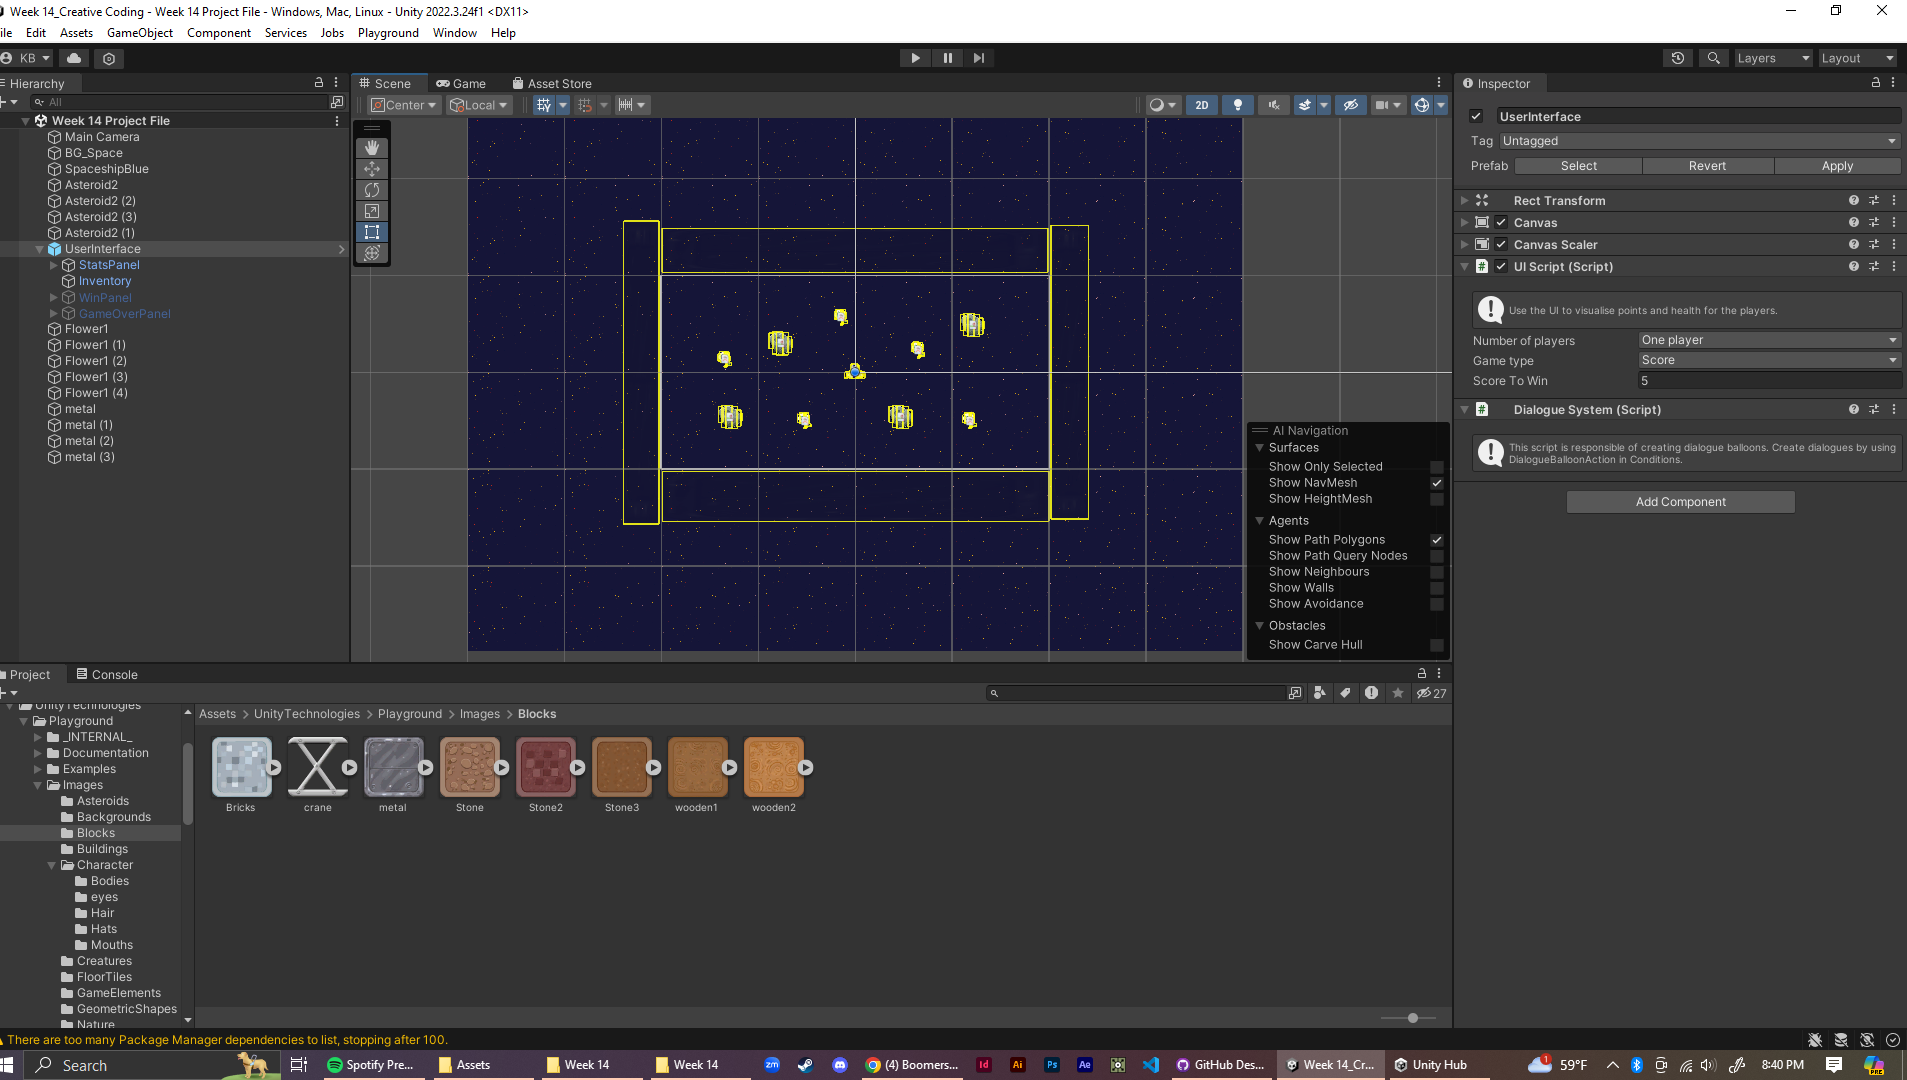 Week 14_Creative Coding - Week 14 Project File - Windows, Mac, Linux - Unity 2022.3.24f1 <DX11>
ile Edit Assets GameObject Component Services Jobs Playground Window Help
KB Layers Layout
Hierarchy
All
Week 14 Project File
Main Camera
BG_Space
SpaceshipBlue
Asteroid2
Asteroid2 (2)
Asteroid2 (3)
Asteroid2 (1)
UserInterface
StatsPanel
Inventory
WinPanel
GameOverPanel
Flower1
Flower1 (1)
Flower1 (2)
Flower1 (3)
Flower1 (4)
metal
metal (1)
metal (2)
metal (3)
Scene Game Asset Store
Center Local 2D
AI Navigation
Surfaces
Show Only Selected
Show NavMesh
Show HeightMesh
Agents
Show Path Polygons
Show Path Query Nodes
Show Neighbours
Show Walls
Show Avoidance
Obstacles
Show Carve Hull
Inspector
UserInterface
Tag Untagged
Prefab Select Revert Apply
Rect Transform
Canvas
Canvas Scaler
UI Script (Script)
Use the UI to visualise points and health for the players.
Number of players One player
Game type Score
Score To Win 5
Dialogue System (Script)
This script is responsible of creating dialogue balloons. Create dialogues by using
DialogueBalloonAction in Conditions.
Add Component
Project Console
27
UnityTechnologies
Playground
_INTERNAL_
Documentation
Examples
Images
Asteroids
Backgrounds
Blocks
Buildings
Character
Bodies
eyes
Hair
Hats
Mouths
Creatures
FloorTiles
GameElements
GeometricShapes
Nature
Assets > UnityTechnologies > Playground > Images > Blocks
Bricks crane metal Stone Stone2 Stone3 wooden1 wooden2
There are too many Package Manager dependencies to list, stopping after 100.
Search Spotify Pre... Assets Week 14 Week 14 zm (4) Boomers... Id Ai Ps Ae GitHub Des... Week 14_Cr... Unity Hub 1 59°F 8:40 PM PRE